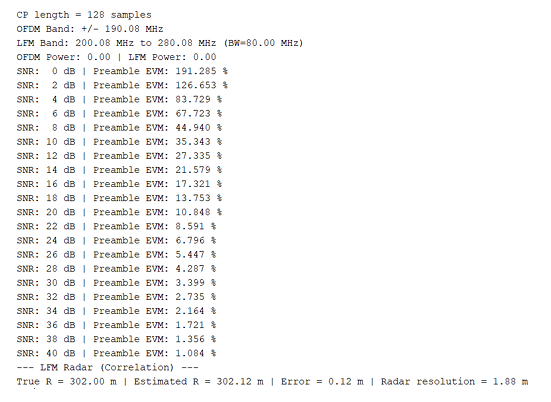 CP length = 128 samples
OFDM Band: +/- 190.08 MHz
LFM Band: 200.08 MHz to 280.08 MHz (BW=80.00 MHz)
OFDM Power: 0.00 | LFM Power: 0.00
SNR:  0 dB | Preamble EVM: 191.285 %
SNR:  2 dB | Preamble EVM: 126.653 %
SNR:  4 dB | Preamble EVM: 83.729 %
SNR:  6 dB | Preamble EVM: 67.723 %
SNR:  8 dB | Preamble EVM: 44.940 %
SNR: 10 dB | Preamble EVM: 35.343 %
SNR: 12 dB | Preamble EVM: 27.335 %
SNR: 14 dB | Preamble EVM: 21.579 %
SNR: 16 dB | Preamble EVM: 17.321 %
SNR: 18 dB | Preamble EVM: 13.753 %
SNR: 20 dB | Preamble EVM: 10.848 %
SNR: 22 dB | Preamble EVM: 8.591 %
SNR: 24 dB | Preamble EVM: 6.796 %
SNR: 26 dB | Preamble EVM: 5.447 %
SNR: 28 dB | Preamble EVM: 4.287 %
SNR: 30 dB | Preamble EVM: 3.399 %
SNR: 32 dB | Preamble EVM: 2.735 %
SNR: 34 dB | Preamble EVM: 2.164 %
SNR: 36 dB | Preamble EVM: 1.721 %
SNR: 38 dB | Preamble EVM: 1.356 %
SNR: 40 dB | Preamble EVM: 1.084 %
--- LFM Radar (Correlation) ---
True R = 302.00 m | Estimated R = 302.12 m | Error = 0.12 m | Radar resolution = 1.88 m